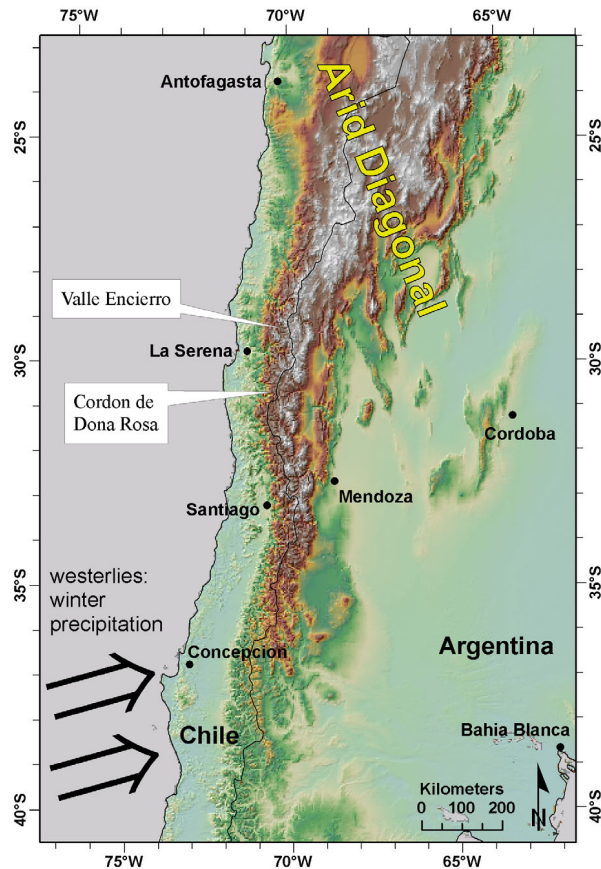 75°W 70°W 65°W
Antofagasta
Arid Diagonal
25°S 25°S
Valle Encierro
La Serena
30°S 30°S
Cordon de
Dona Rosa
Cordoba
Mendoza
Santiago
westerlies:
winter
precipitation
35°S 35°S
Concepcion
Argentina
Chile
Bahia Blanca
Kilometers
0 100 200
N
40°S 40°S
75°W 70°W 65°W